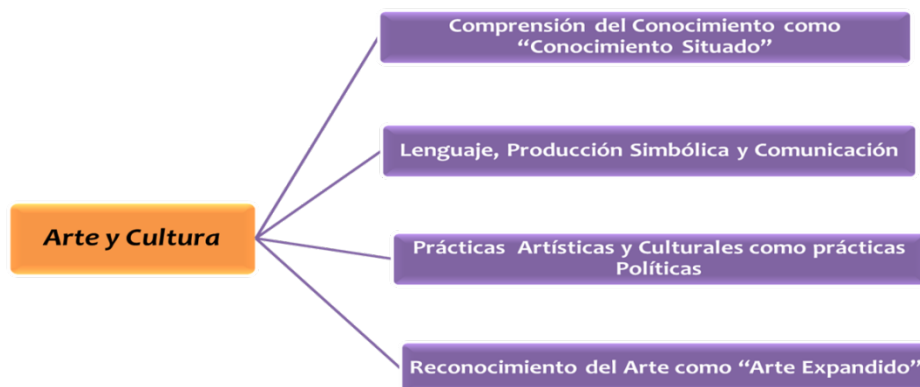 Comprensión del Conocimiento como
“Conocimiento Situado”
Lenguaje, Producción Simbólica y Comunicación
Arte y Cultura
Prácticas Artísticas y Culturales como prácticas
Políticas
Reconocimiento del Arte como “Arte Expandido”